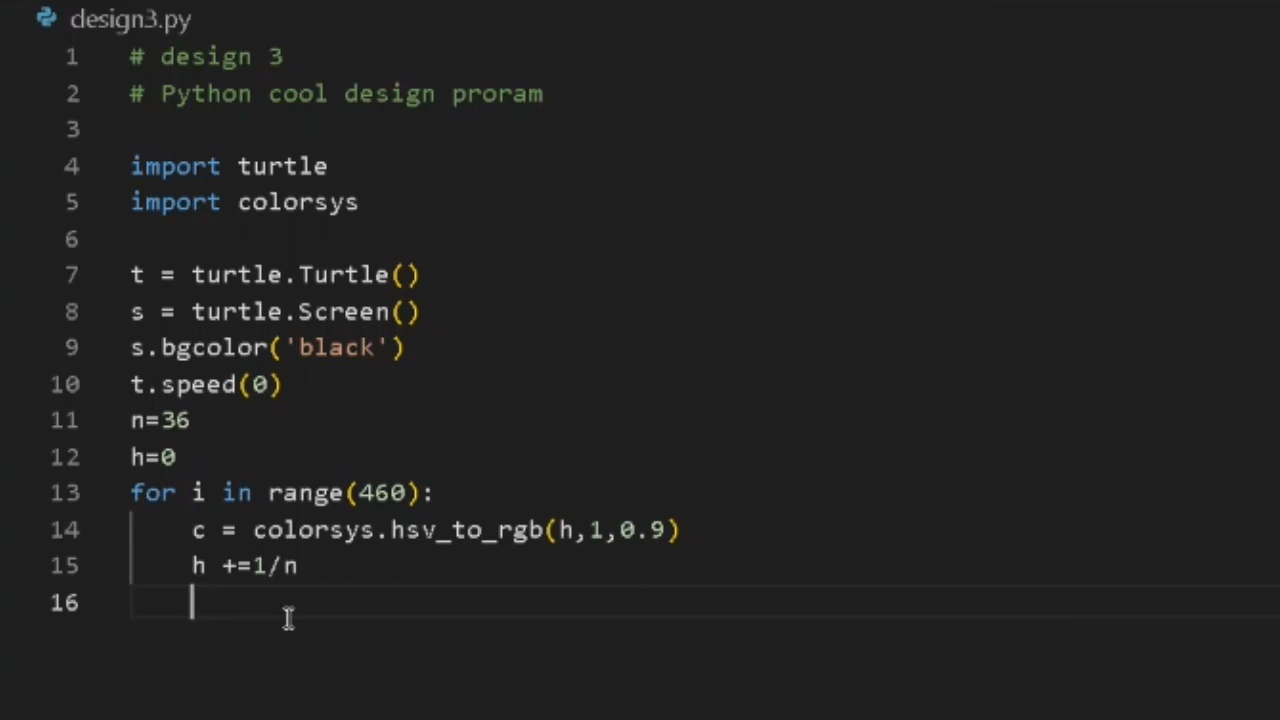 design3.py
1 # design 3
2 # Python cool design proram
3
4 import turtle
5 import colorsys
6
7 t = turtle.Turtle()
8 s = turtle.Screen()
9 s.bgcolor('black')
10 t.speed(0)
11 n=36
12 h=0
13 for i in range(460):
14     c = colorsys.hsv_to_rgb(h,1,0.9)
15     h +=1/n
16